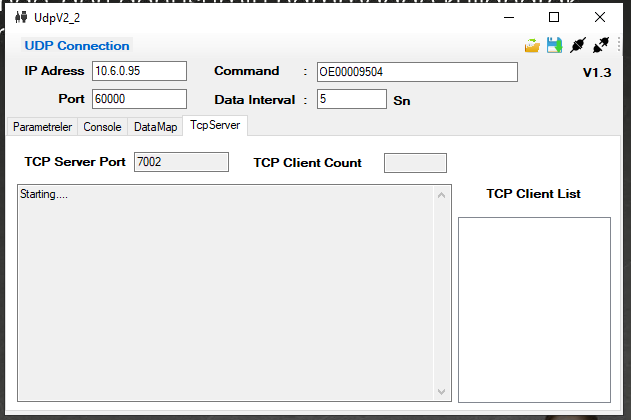 UdpV2_2
UDP Connection
IP Adress 10.6.0.95 Command : OE00009504 V1.3
Port 60000 Data Interval : 5 Sn
Parametreler Console DataMap TcpServer
TCP Server Port 7002 TCP Client Count
Starting.... TCP Client List